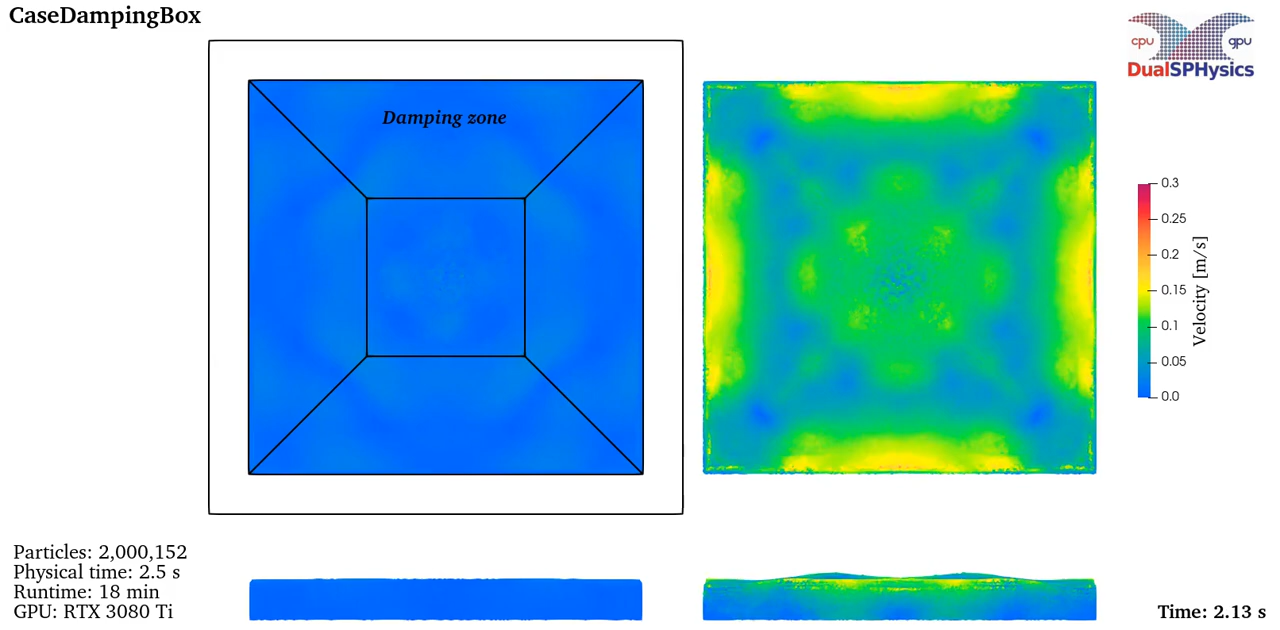 CaseDampingBox
cpu gpu
DualSPHysics
Damping zone
0.3
0.25
0.2
0.15
0.1
0.05
0.0
Velocity [m/s]
Particles: 2,000,152
Physical time: 2.5 s
Runtime: 18 min
GPU: RTX 3080 Ti
Time: 2.13 s